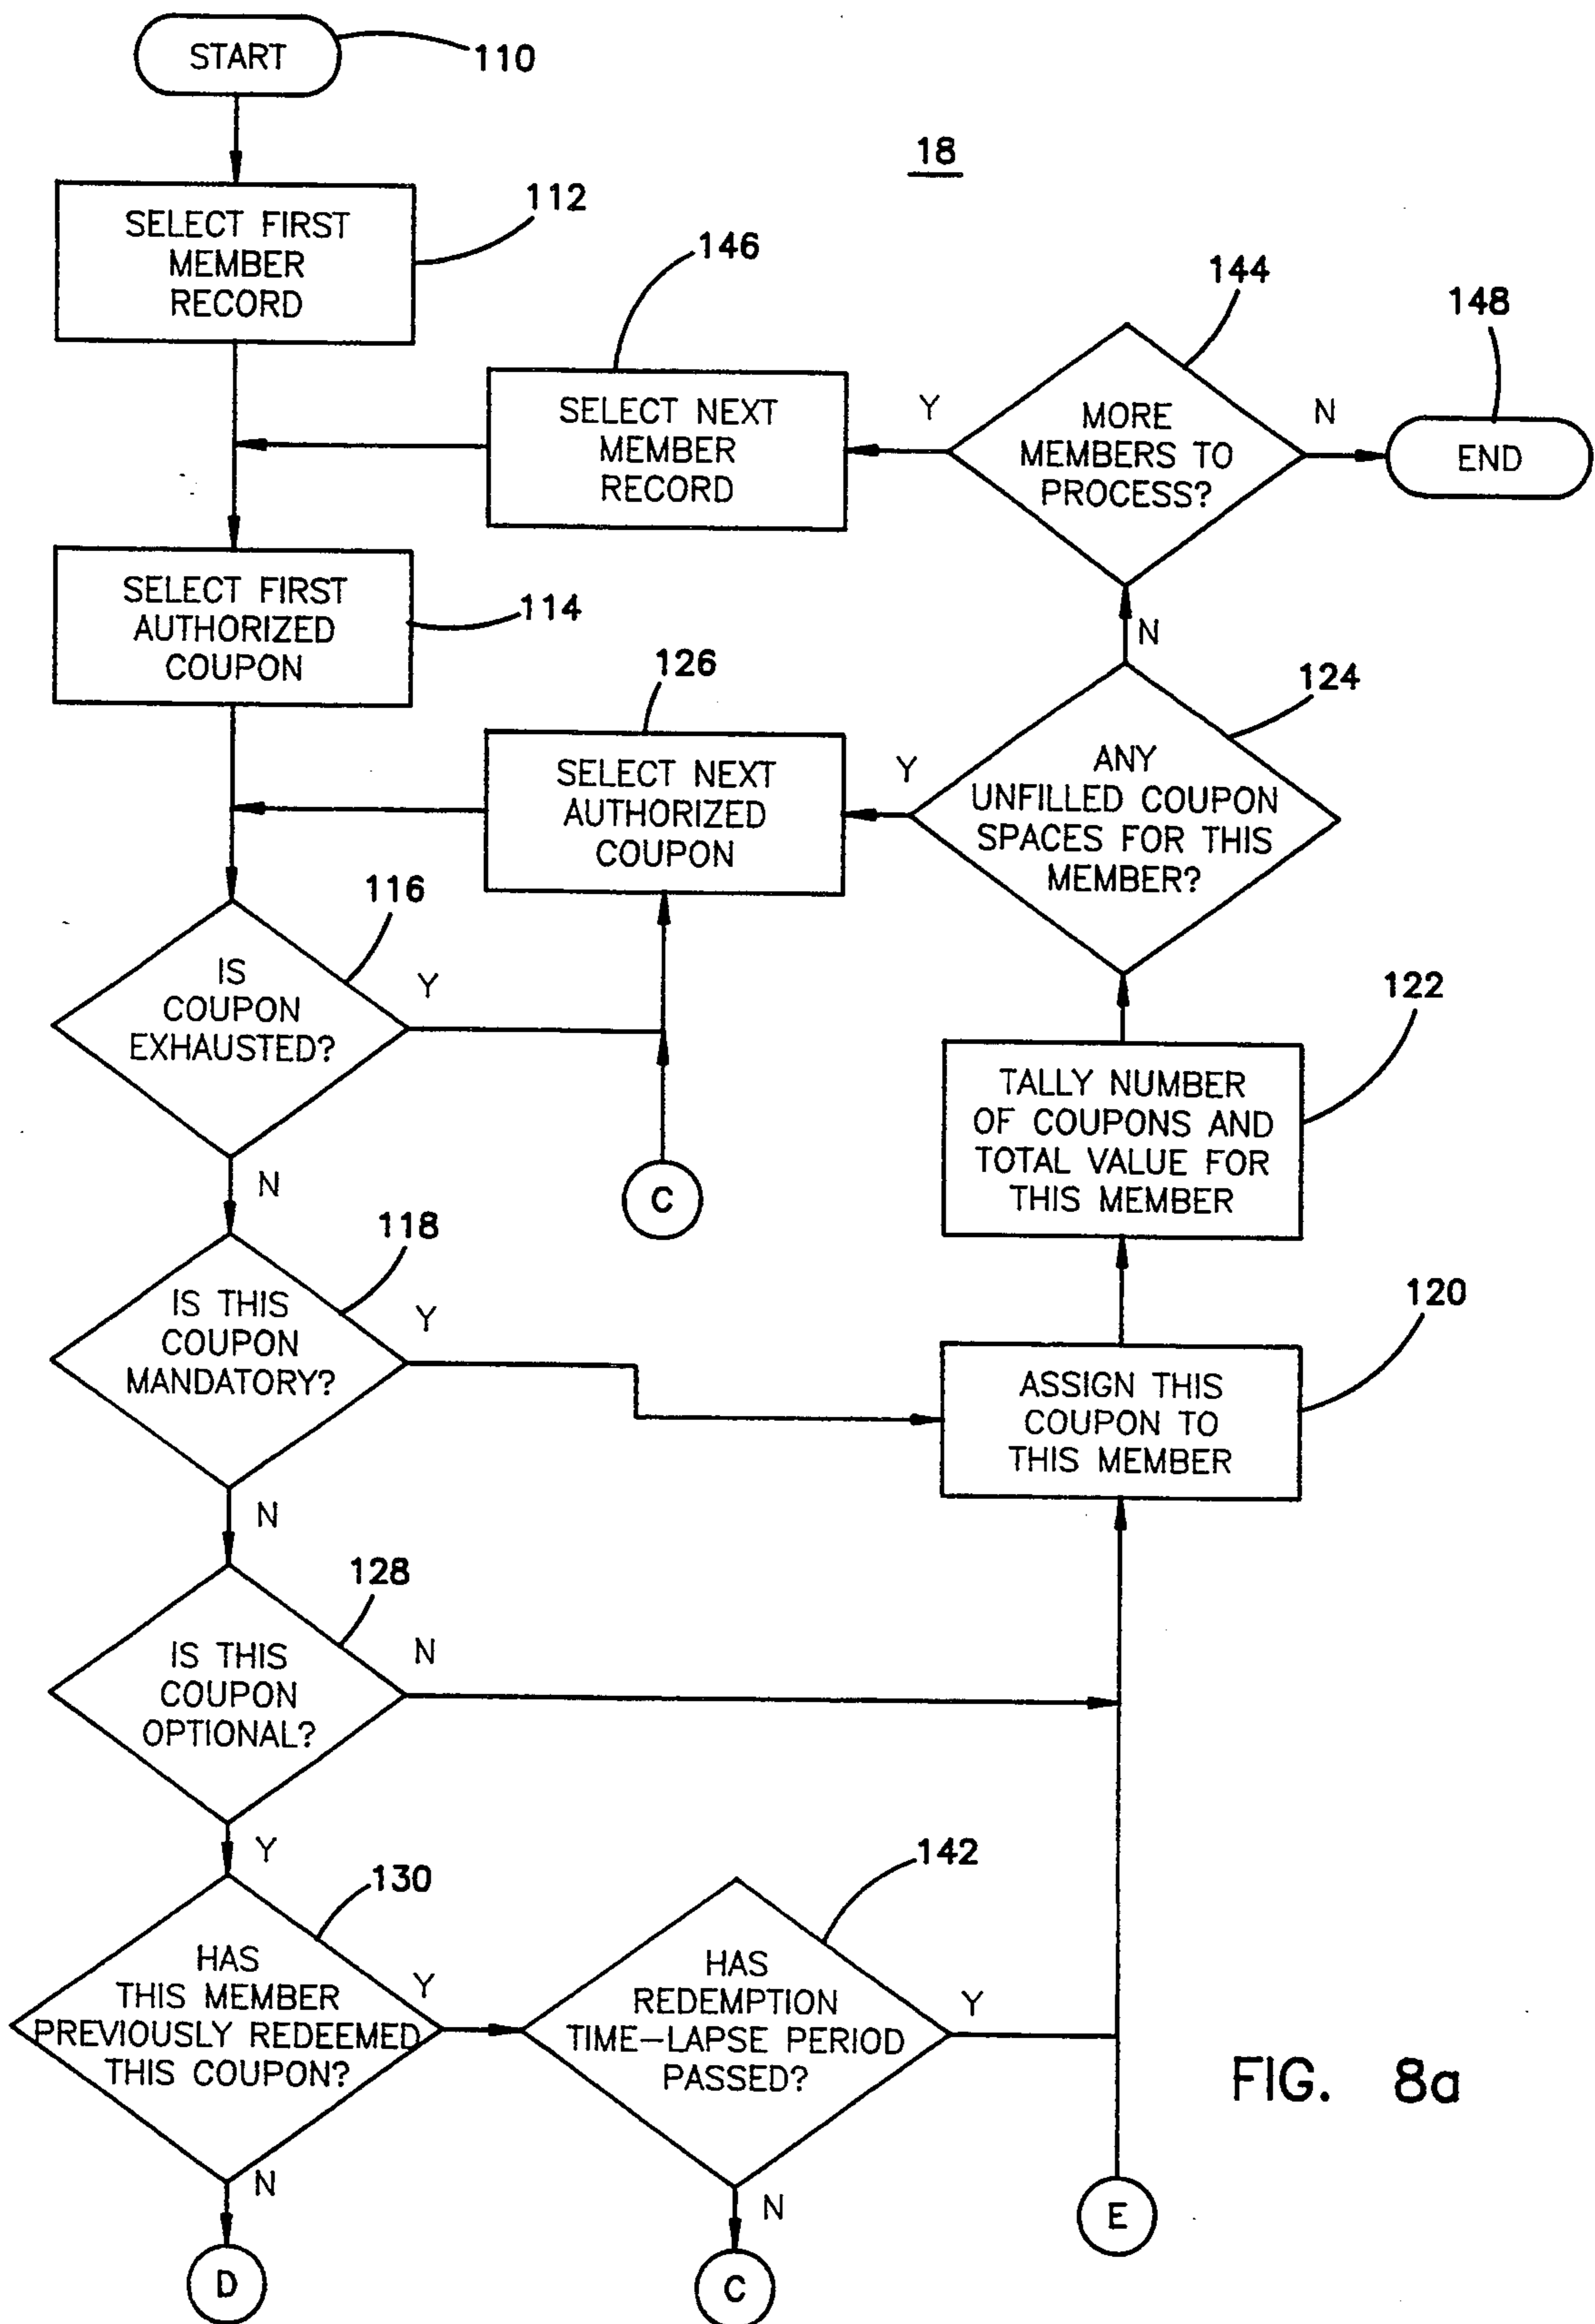 START
110
18
SELECT FIRST
MEMBER
RECORD
112
146
SELECT NEXT
MEMBER
RECORD
Y
144
MORE
MEMBERS TO
PROCESS?
N
148
END
SELECT FIRST
AUTHORIZED
COUPON
114
N
126
SELECT NEXT
AUTHORIZED
COUPON
Y
124
ANY
UNFILLED COUPON
SPACES FOR THIS
MEMBER?
116
IS
COUPON
EXHAUSTED?
Y
N
C
122
TALLY NUMBER
OF COUPONS AND
TOTAL VALUE FOR
THIS MEMBER
118
IS THIS
COUPON
MANDATORY?
Y
N
120
ASSIGN THIS
COUPON TO
THIS MEMBER
128
IS THIS
COUPON
OPTIONAL?
N
Y
130
HAS
THIS MEMBER
PREVIOUSLY REDEEMED
THIS COUPON?
Y
N
D
142
HAS
REDEMPTION
TIME-LAPSE PERIOD
PASSED?
Y
N
C
E
FIG. 8a